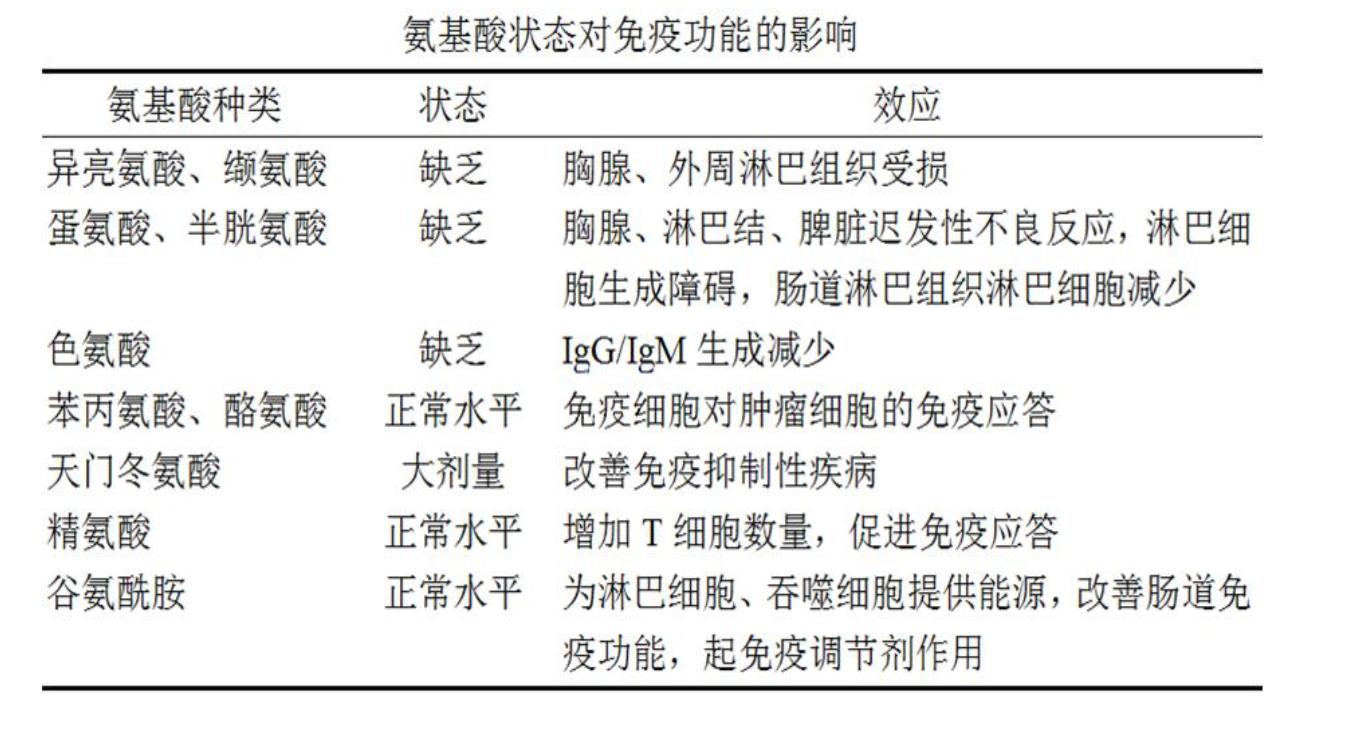 氨基酸状态对免疫功能的影响
氨基酸种类 状态 效应
异亮氨酸、缬氨酸 缺乏 胸腺、外周淋巴组织受损
蛋氨酸、半胱氨酸 缺乏 胸腺、淋巴结、脾脏迟发性不良反应，淋巴细
胞生成障碍，肠道淋巴组织淋巴细胞减少
色氨酸 缺乏 IgG/IgM 生成减少
苯丙氨酸、酪氨酸 正常水平 免疫细胞对肿瘤细胞的免疫应答
天门冬氨酸 大剂量 改善免疫抑制性疾病
精氨酸 正常水平 增加 T 细胞数量，促进免疫应答
谷氨酰胺 正常水平 为淋巴细胞、吞噬细胞提供能源，改善肠道免
疫功能，起免疫调节剂作用